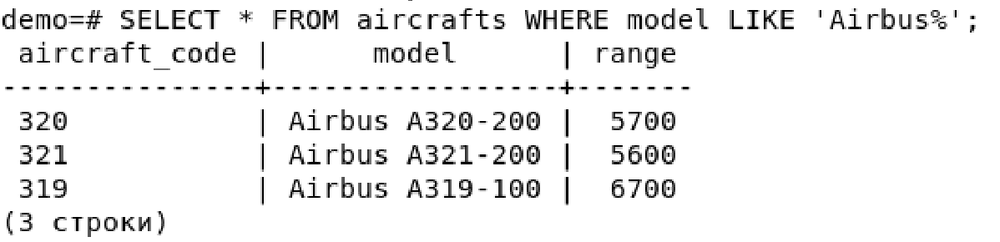 demo=# SELECT * FROM aircrafts WHERE model LIKE 'Airbus%';
 aircraft_code |      model      | range
---------------+-----------------+-------
 320           | Airbus A320-200 |  5700
 321           | Airbus A321-200 |  5600
 319           | Airbus A319-100 |  6700
(3 строки)